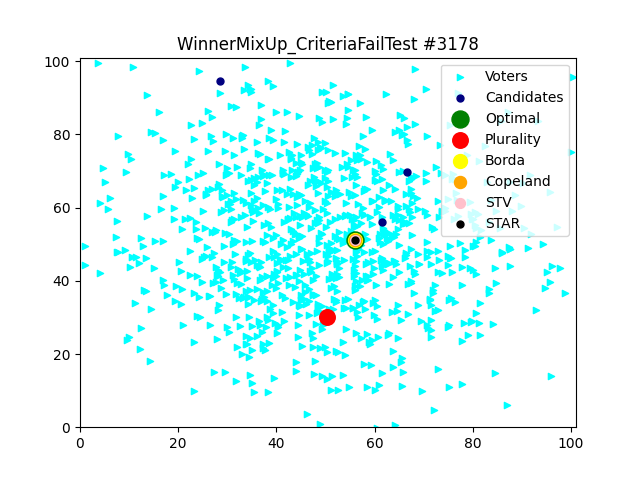 WinnerMixUp_CriteriaFailTest #3178
100
80
60
40
20
0
0
20
40
60
80
100
Voters
Candidates
Optimal
Plurality
Borda
Copeland
STV
STAR